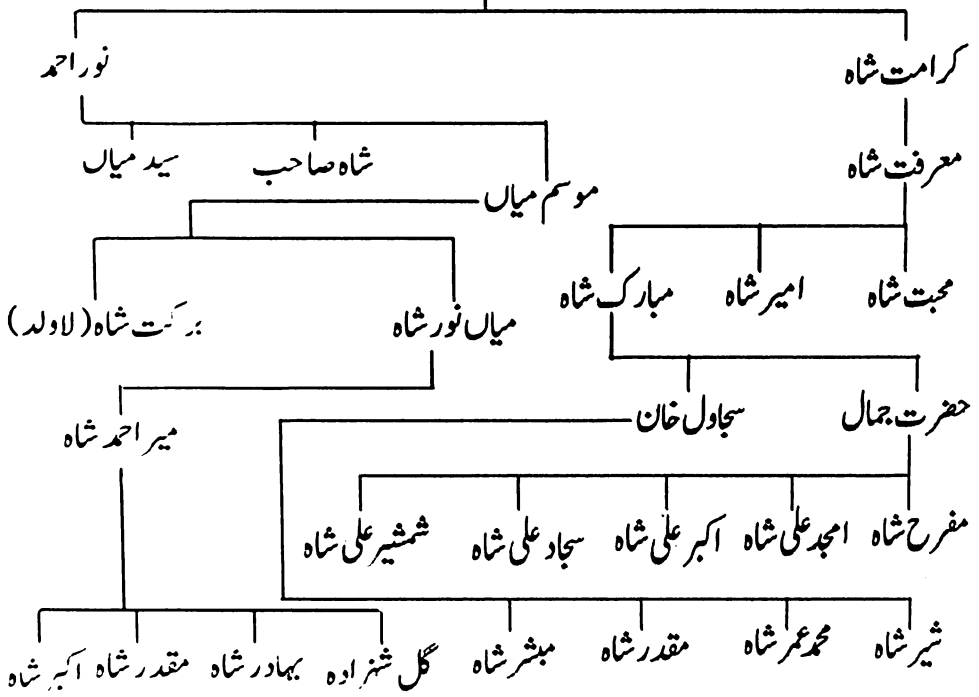 کرامت شاہ نور احمد
معرفت شاہ شاہ صاحب سید میاں
موسم میاں
محبت شاہ امیر شاہ مبارک شاہ
میاں نور شاہ برکت شاہ (لاولد)
حضرت جمال سجاول خان
میر احمد شاہ
مفرح شاہ امجد علی شاہ اکبر علی شاہ سجاد علی شاہ شمشیر علی شاہ
شیر شاہ محمد عمر شاہ مقدر شاہ مبشر شاہ گل شہزادہ بہادر شاہ مقدر شاہ اکبر شاہ